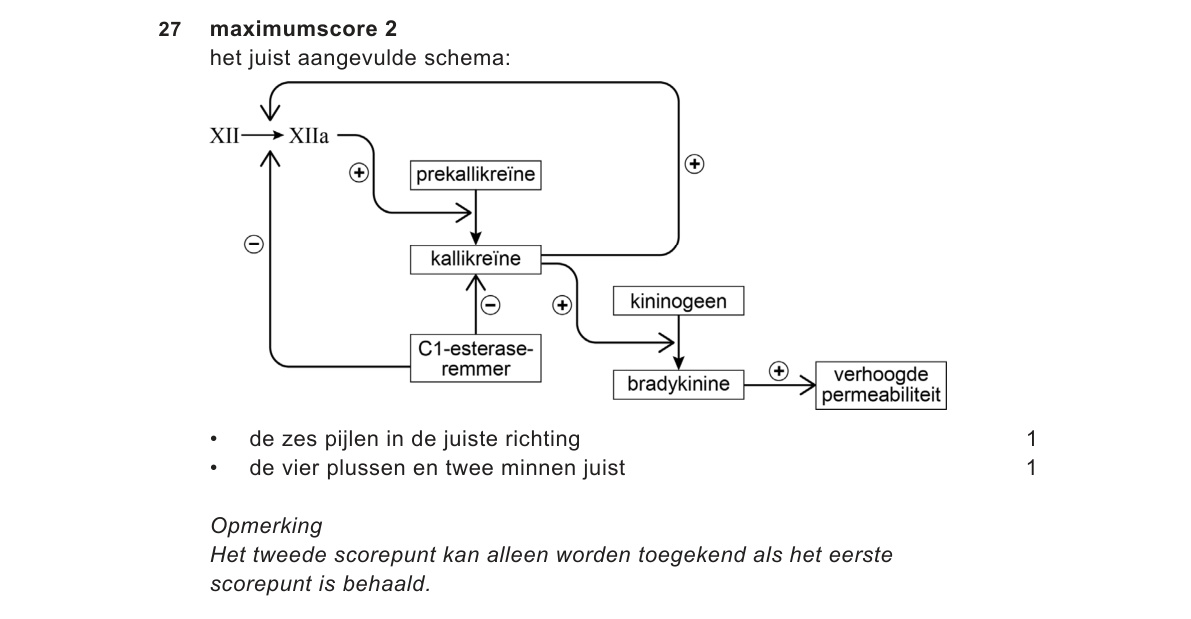 27 maximumscore 2
het juist aangevulde schema:
XII XIIa
+
prekallikreïne
+
−
kallikreïne
−
+
kininogeen
C1-esterase-
remmer
bradykinine
+
verhoogde
permeabiliteit
• de zes pijlen in de juiste richting 1
• de vier plussen en twee minnen juist 1
Opmerking
Het tweede scorepunt kan alleen worden toegekend als het eerste
scorepunt is behaald.